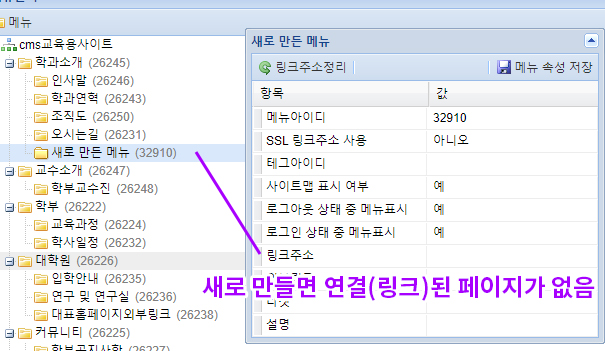 메뉴
cms교육용사이트
학과소개 (26245)
인사말 (26246)
학과연혁 (26243)
조직도 (26250)
오시는길 (26231)
새로 만든 메뉴 (32910)
교수소개 (26247)
학부교수진 (26248)
학부 (26222)
교육과정 (26224)
학사일정 (26232)
대학원 (26226)
입학안내 (26235)
연구 및 연구실 (26236)
대표홈페이지외부링크 (26238)
커뮤니티 (26225)
학부공지사항 (26227)
새로 만든 메뉴
링크주소정리 메뉴 속성 저장
항목 값
메뉴아이디 32910
SSL 링크주소 사용 아니오
테그아이디
사이트맵 표시 여부 예
로그아웃 상태 중 메뉴표시 예
로그인 상태 중 메뉴표시 예
링크주소
새로 만들면 연결(링크)된 페이지가 없음
설명